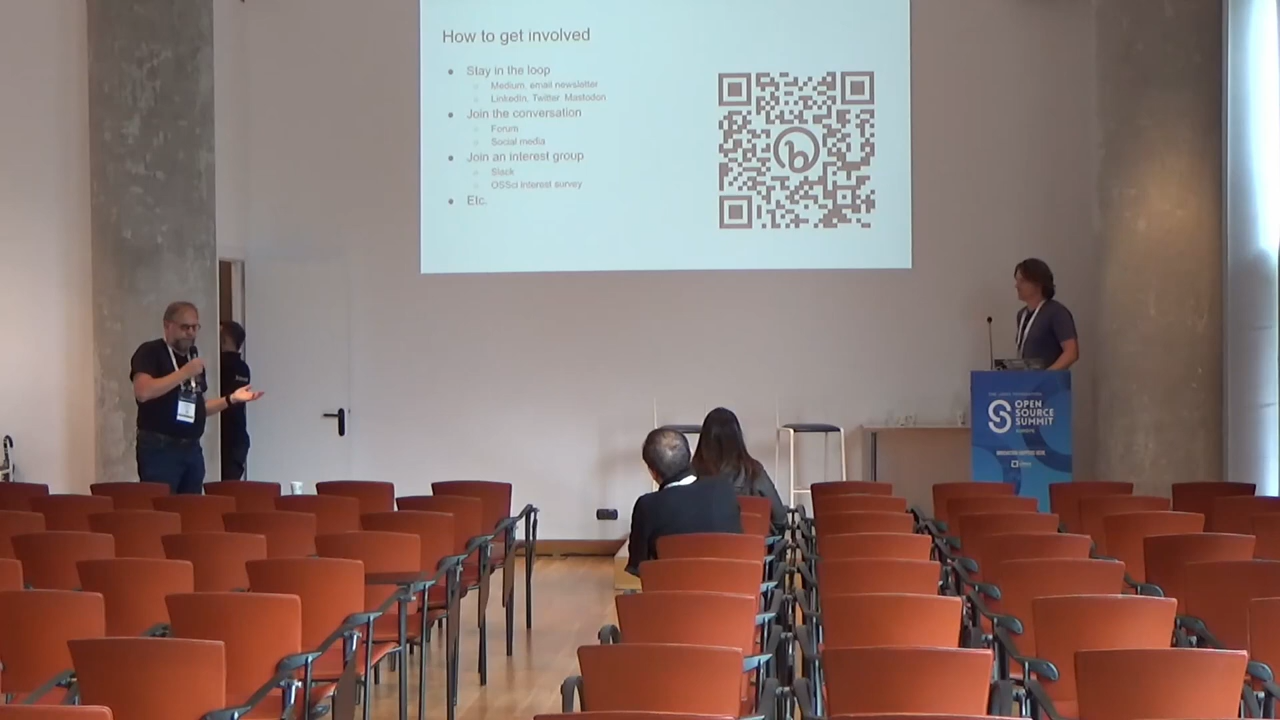 How to get involved
Stay in the loop
Medium, email newsletter
LinkedIn, Twitter, Mastodon
Join the conversation
Forum
Social media
Join an interest group
Slack
OSSci interest survey
Etc.
OPEN
SOURCE
SUMMIT
EUROPE